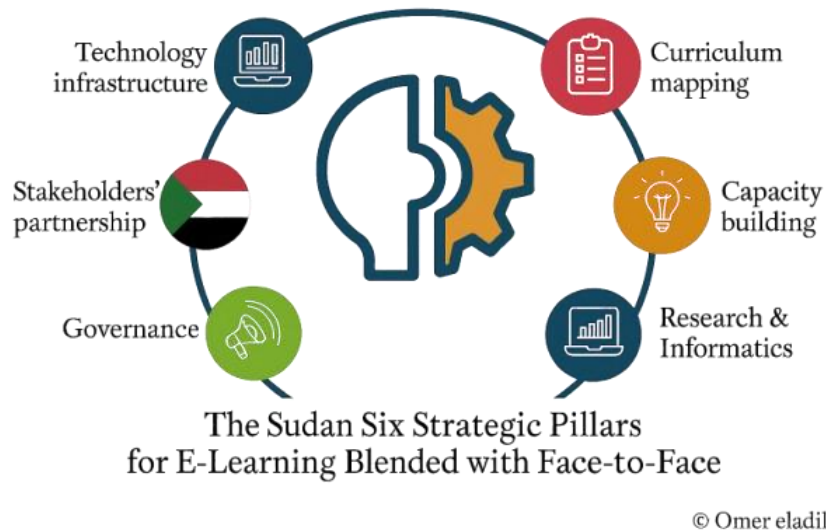 Technology
infrastructure
Curriculum
mapping
Stakeholders'
partnership
Capacity
building
Governance
Research &
Informatics
The Sudan Six Strategic Pillars
for E-Learning Blended with Face-to-Face
© Omer eladil